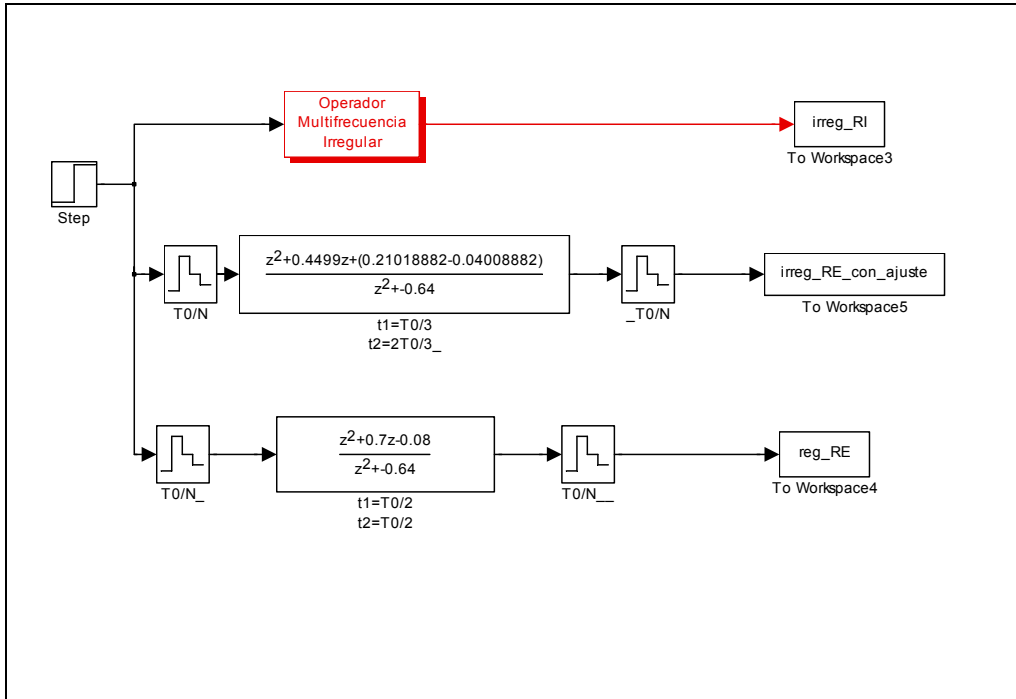 Operador
Multifrecuencia
Irregular
irreg_RI
To Workspace3
Step
T0/N
z2+0.4499z+(0.21018882-0.04008882)
z2+-0.64
t1=T0/3
t2=2T0/3_
_T0/N
irreg_RE_con_ajuste
To Workspace5
T0/N_
z2+0.7z-0.08
z2+-0.64
t1=T0/2
t2=T0/2
T0/N__
reg_RE
To Workspace4